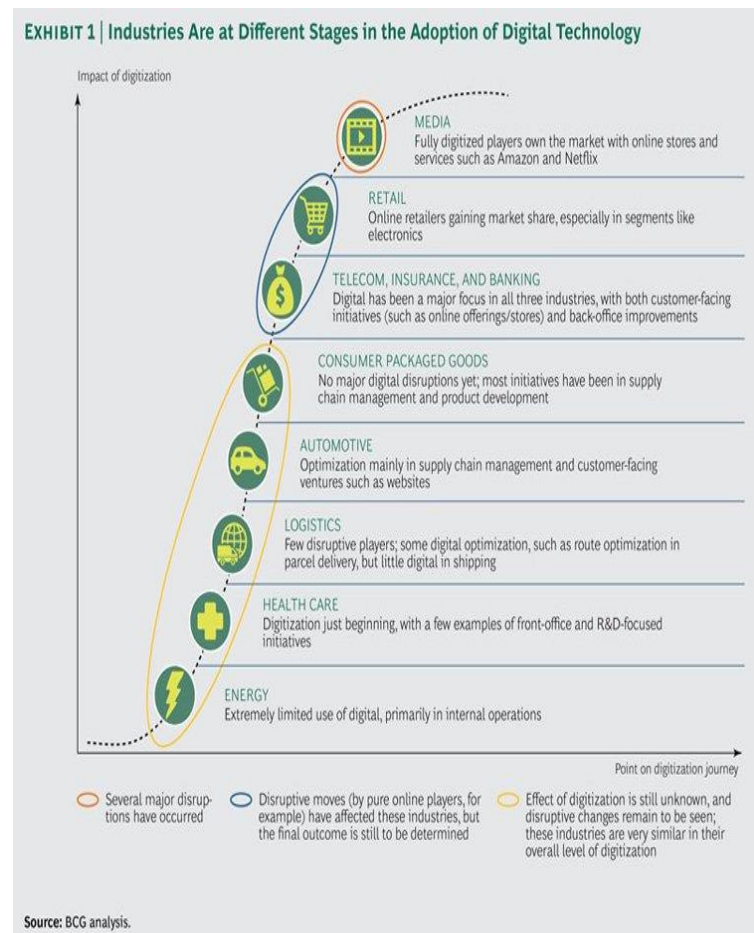 EXHIBIT 1 | Industries Are at Different Stages in the Adoption of Digital Technology
Impact of digitization
MEDIA
Fully digitized players own the market with online stores and
services such as Amazon and Netflix
RETAIL
Online retailers gaining market share, especially in segments like
electronics
$
TELECOM, INSURANCE, AND BANKING
Digital has been a major focus in all three industries, with both customer-facing
initiatives (such as online offerings/stores) and back-office improvements
CONSUMER PACKAGED GOODS
No major digital disruptions yet; most initiatives have been in supply
chain management and product development
AUTOMOTIVE
Optimization mainly in supply chain management and customer-facing
ventures such as websites
LOGISTICS
Few disruptive players; some digital optimization, such as route optimization in
parcel delivery, but little digital in shipping
HEALTH CARE
Digitization just beginning, with a few examples of front-office and R&D-focused
initiatives
ENERGY
Extremely limited use of digital, primarily in internal operations
Point on digitization journey
Several major disrup-
tions have occurred
Disruptive moves (by pure online players, for
example) have affected these industries, but
the final outcome is still to be determined
Effect of digitization is still unknown, and
disruptive changes remain to be seen;
these industries are very similar in their
overall level of digitization
Source: BCG analysis.